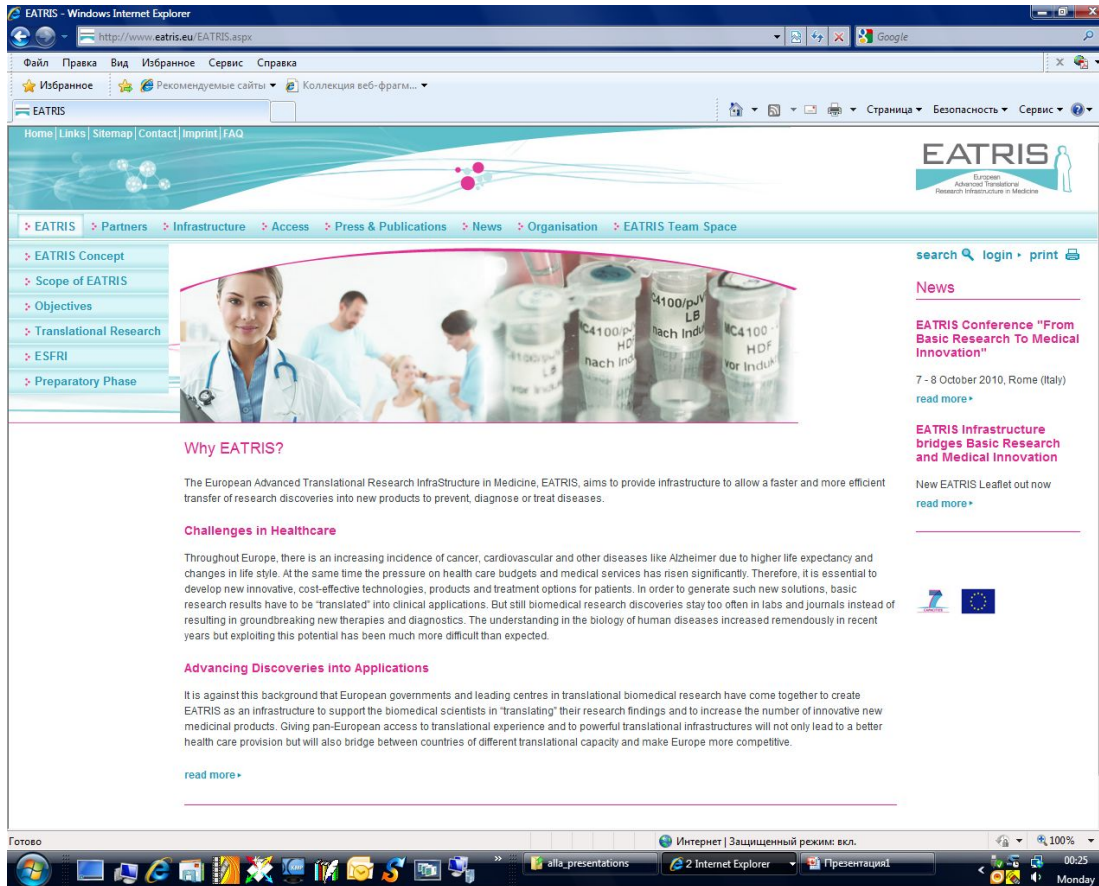 EATRIS - Windows Internet Explorer
http://www.eatris.eu/EATRIS.aspx
Google
Файл Правка Вид Избранное Сервис Справка
Избранное Рекомендуемые сайты Коллекция веб-фрагм...
EATRIS
Страница Безопасность Сервис
Home | Links | Sitemap | Contact | Imprint | FAQ
EATRIS
European
Advanced Translational
Research Infrastructure in Medicine
EATRIS Partners Infrastructure Access Press & Publications News Organisation EATRIS Team Space
EATRIS Concept
Scope of EATRIS
Objectives
Translational Research
ESFRI
Preparatory Phase
search login print
News
EATRIS Conference "From
Basic Research To Medical
Innovation"
7 - 8 October 2010, Rome (Italy)
read more
EATRIS Infrastructure
bridges Basic Research
and Medical Innovation
New EATRIS Leaflet out now
read more
C4100/pJV
LB
nach Indu
MC4100 -
HDF
vor Induk
HDF
nach Ind
Why EATRIS?
The European Advanced Translational Research InfraStructure in Medicine, EATRIS, aims to provide infrastructure to allow a faster and more efficient
transfer of research discoveries into new products to prevent, diagnose or treat diseases.
Challenges in Healthcare
Throughout Europe, there is an increasing incidence of cancer, cardiovascular and other diseases like Alzheimer due to higher life expectancy and
changes in life style. At the same time the pressure on health care budgets and medical services has risen significantly. Therefore, it is essential to
develop new innovative, cost-effective technologies, products and treatment options for patients. In order to generate such new solutions, basic
research results have to be "translated" into clinical applications. But still biomedical research discoveries stay too often in labs and journals instead of
resulting in groundbreaking new therapies and diagnostics. The understanding in the biology of human diseases increased remendously in recent
years but exploiting this potential has been much more difficult than expected.
Advancing Discoveries into Applications
It is against this background that European governments and leading centres in translational biomedical research have come together to create
EATRIS as an infrastructure to support the biomedical scientists in "translating" their research findings and to increase the number of innovative new
medicinal products. Giving pan-European access to translational experience and to powerful translational infrastructures will not only lead to a better
health care provision but will also bridge between countries of different translational capacity and make Europe more competitive.
read more
Готово
Интернет | Защищенный режим: вкл.
100%
alla_presentations
2 Internet Explorer
Презентация1
00:25
Monday